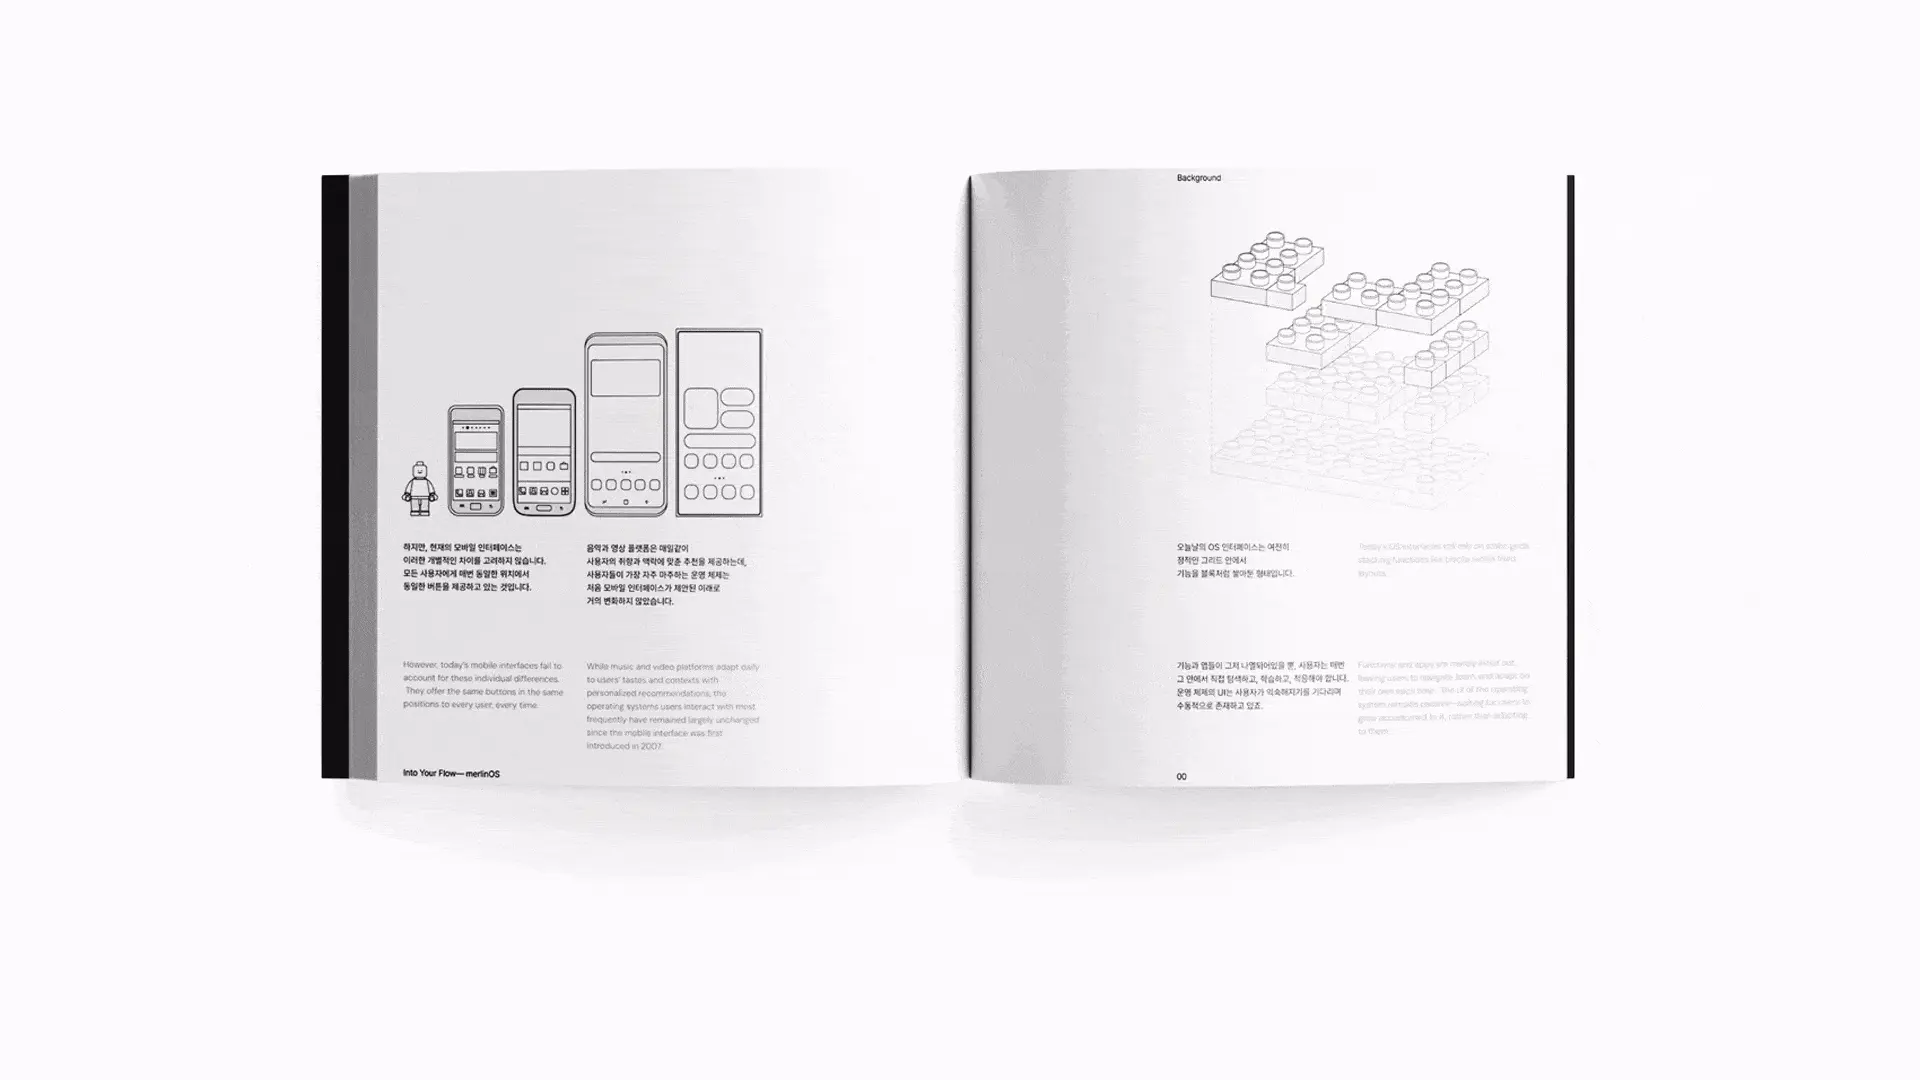 하지만, 현재의 모바일 인터페이스는
이러한 개별적인 차이를 고려하지 않습니다.
모든 사용자에게 매번 동일한 위치에서
동일한 버튼을 제공하고 있는 것입니다.
음악과 영상 플랫폼은 매일같이
사용자의 취향과 맥락에 맞춘 추천을 제공하는데,
사용자들이 가장 자주 마주하는 운영 체제는
처음 모바일 인터페이스가 제안된 이래로
거의 변화하지 않았습니다.
However, today's mobile interfaces fail to
account for these individual differences.
They offer the same buttons in the same
positions to every user, every time.
While music and video platforms adapt daily
to users' tastes and contexts with
personalized recommendations, the
operating systems users interact with most
frequently have remained largely unchanged
since the mobile interface was first
introduced in 2007.
Into Your Flow— merlinOS
Background
오늘날의 OS 인터페이스는 여전히
정적인 그리드 안에서
기능을 블록처럼 쌓아둔 형태입니다.
Today's OS interfaces still rely on static grids,
stacking functions like blocks within fixed
layouts.
기능과 앱들이 그저 나열되어있을 뿐, 사용자는 매번
그 안에서 직접 탐색하고, 학습하고, 적응해야 합니다.
운영 체제의 UI는 사용자가 익숙해지기를 기다리며
수동적으로 존재하고 있죠.
Functions and apps are merely listed out,
leaving users to navigate, learn, and adapt on
their own each time. The UI of the operating
system remains passive—waiting for users to
grow accustomed to it, rather than adapting
to them.
00